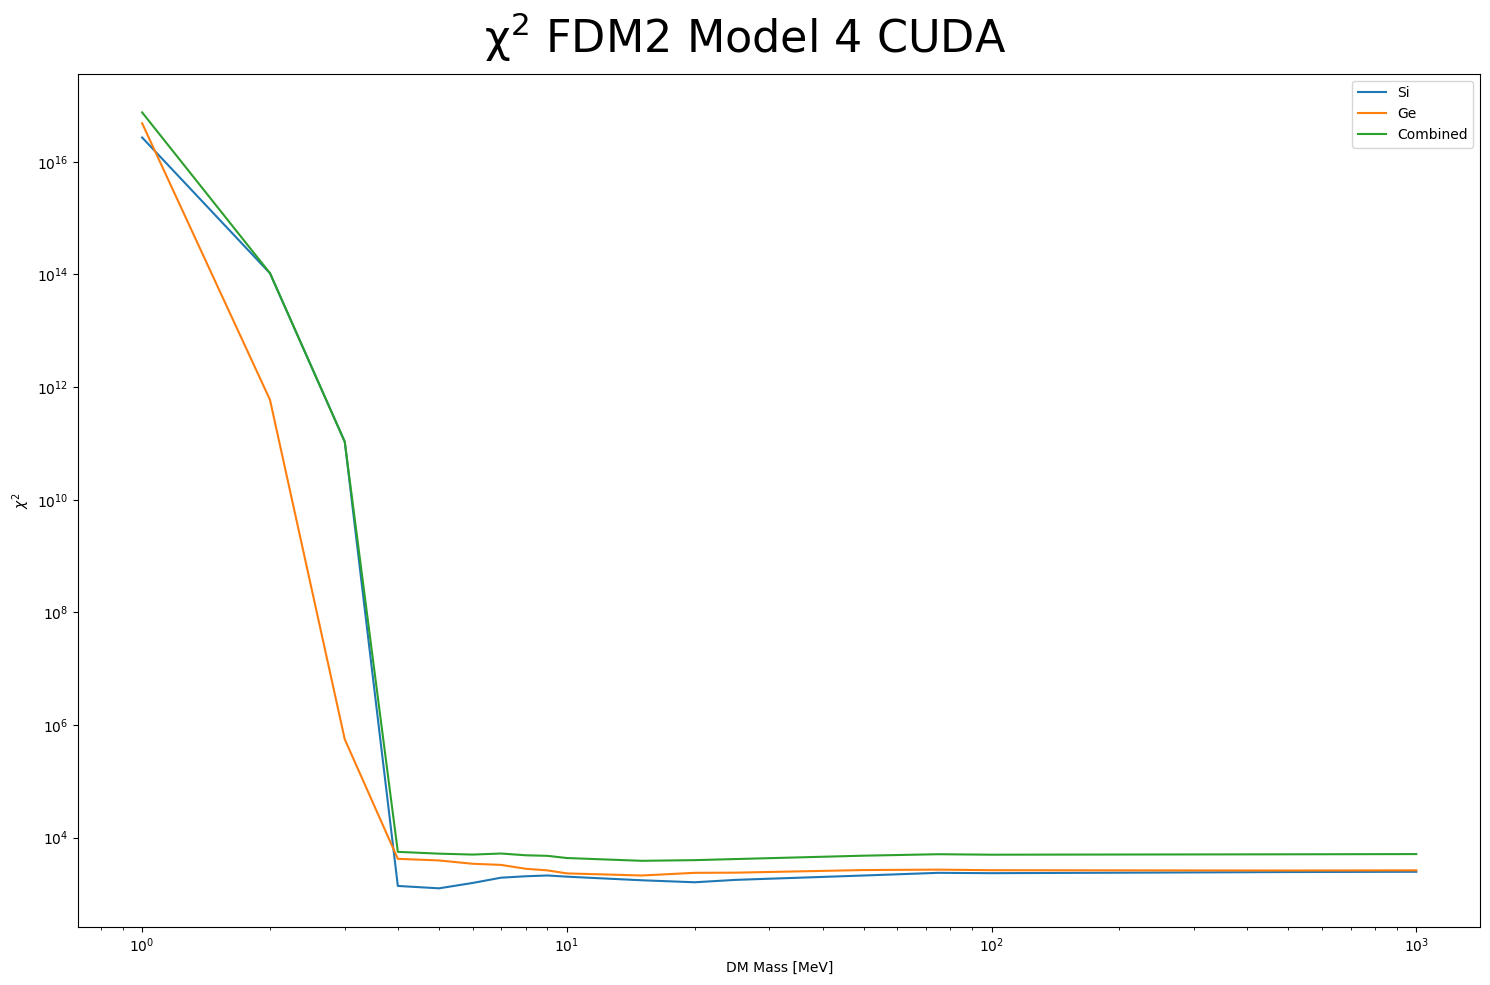 χ² FDM2 Model 4 CUDA
Si
Ge
Combined
10¹⁶
10¹⁴
10¹²
10¹⁰
10⁸
10⁶
10⁴
χ²
10⁰
10¹
10²
10³
DM Mass [MeV]